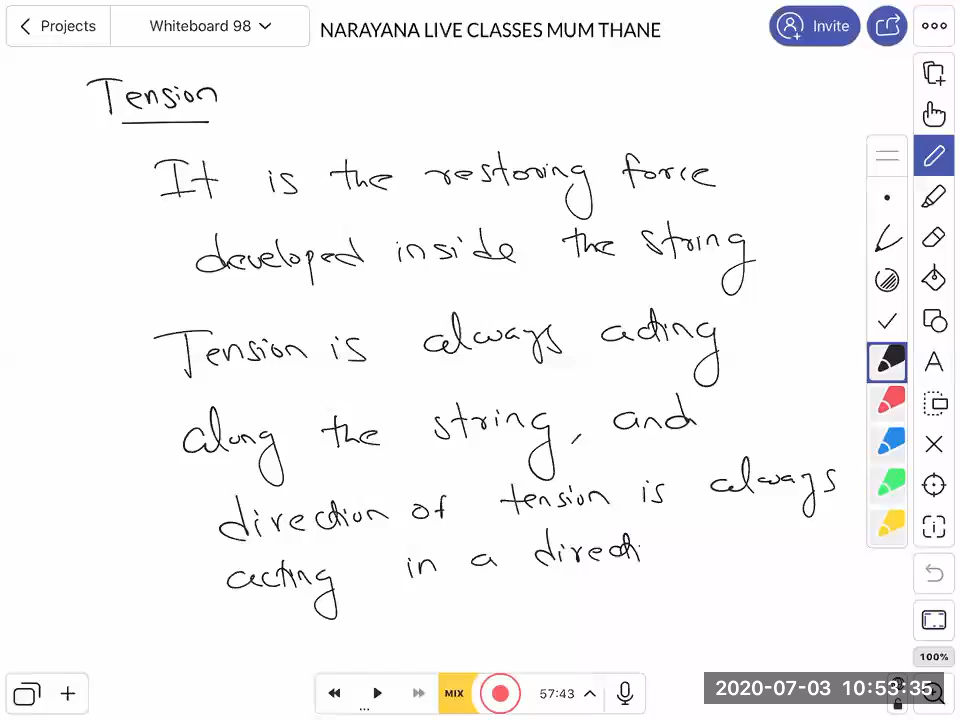 Projects
Whiteboard 98
NARAYANA LIVE CLASSES MUM THANE
Invite
Tension
It is the restoring force
developed inside the string
Tension is always acting
along the string, and
direction of tension is always
acting in a directi
A
100%
MIX
57:43
2020-07-03 10:53:35